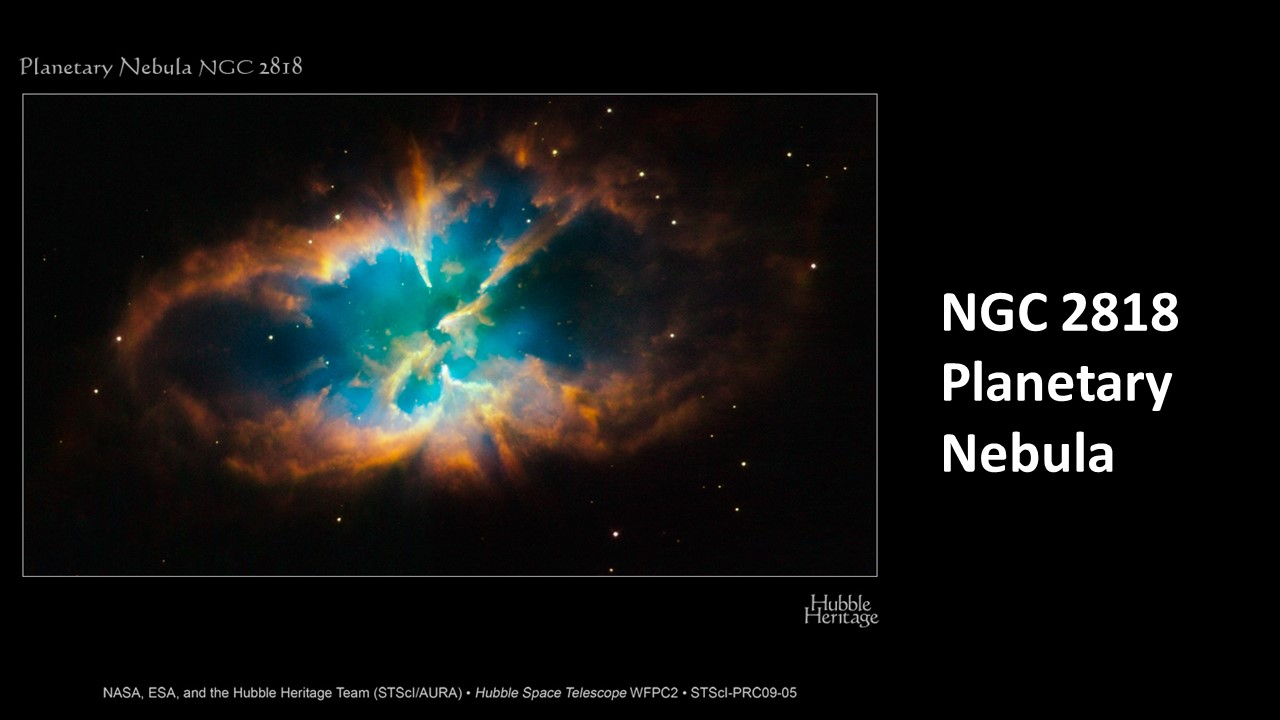 Planetary Nebula NGC 2818
NGC 2818
Planetary
Nebula
Hubble
Heritage
NASA, ESA, and the Hubble Heritage Team (STScI/AURA) • Hubble Space Telescope WFPC2 • STScI-PRC09-05